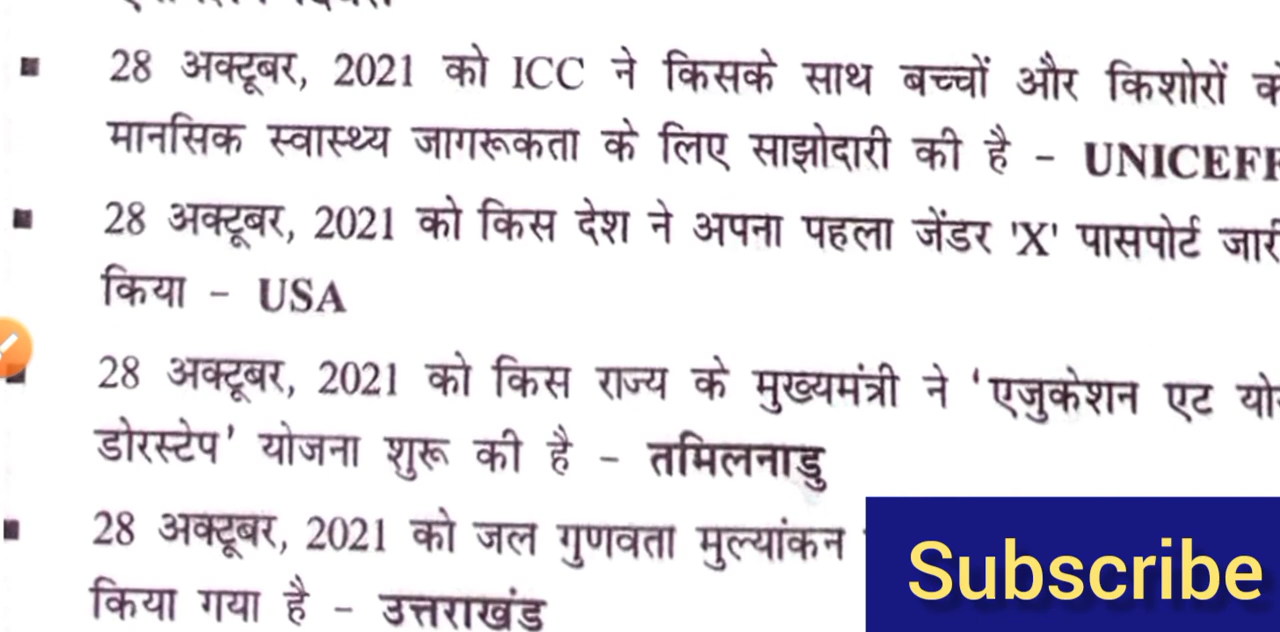 28 अक्टूबर, 2021 को ICC ने किसके साथ बच्चों और किशोरों
मानसिक स्वास्थ्य जागरूकता के लिए साझोदारी की है - UNICEFF
28 अक्टूबर, 2021 को किस देश ने अपना पहला जेंडर 'X' पासपोर्ट जारी
किया - USA
28 अक्टूबर, 2021 को किस राज्य के मुख्यमंत्री ने 'एजुकेशन एट
डोरस्टेप' योजना शुरू की है - तमिलनाडु
28 अक्टूबर, 2021 को जल गुणवता मुल्यांकन
किया गया है - उत्तराखंड
Subscribe